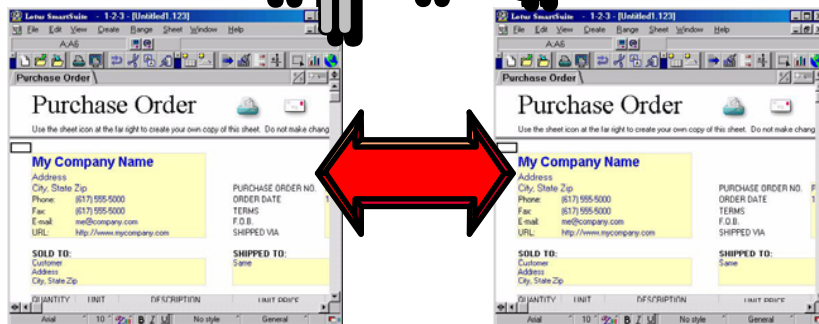 Lotus SmartSuite - 1-2-3 - [Untitled1.123]
File Edit View Create Range Sheet Window Help
A:A6
Purchase Order
Purchase Order
Use the sheet icon at the far right to create your own copy of this sheet. Do not make chang
My Company Name
Address
City, State Zip
Phone: (617) 555-5000
Fax: (617) 555-5000
E-mail: me@company.com
URL: http://www.mycompany.com
PURCHASE ORDER NO.
ORDER DATE 1
TERMS
F.O.B.
SHIPPED VIA
SOLD TO:
Customer
Address
City, State Zip
SHIPPED TO:
Same
QUANTITY UNIT DESCRIPTION UNIT PRICE
Arial 10 B I U No style General
Lotus SmartSuite - 1-2-3 - [Untitled1.123]
File Edit View Create Range Sheet Window Help
A:A6
Purchase Order
Purchase Order
Use the sheet icon at the far right to create your own copy of this sheet. Do not make chang
My Company Name
Address
City, State Zip
Phone: (617) 555-5000
Fax: (617) 555-5000
E-mail: me@company.com
URL: http://www.mycompany.com
PURCHASE ORDER NO. P
ORDER DATE 1
TERMS
F.O.B.
SHIPPED VIA
SOLD TO:
Customer
Address
City, State Zip
SHIPPED TO:
Same
QUANTITY UNIT DESCRIPTION UNIT PRICE
Arial 10 B I U No style General